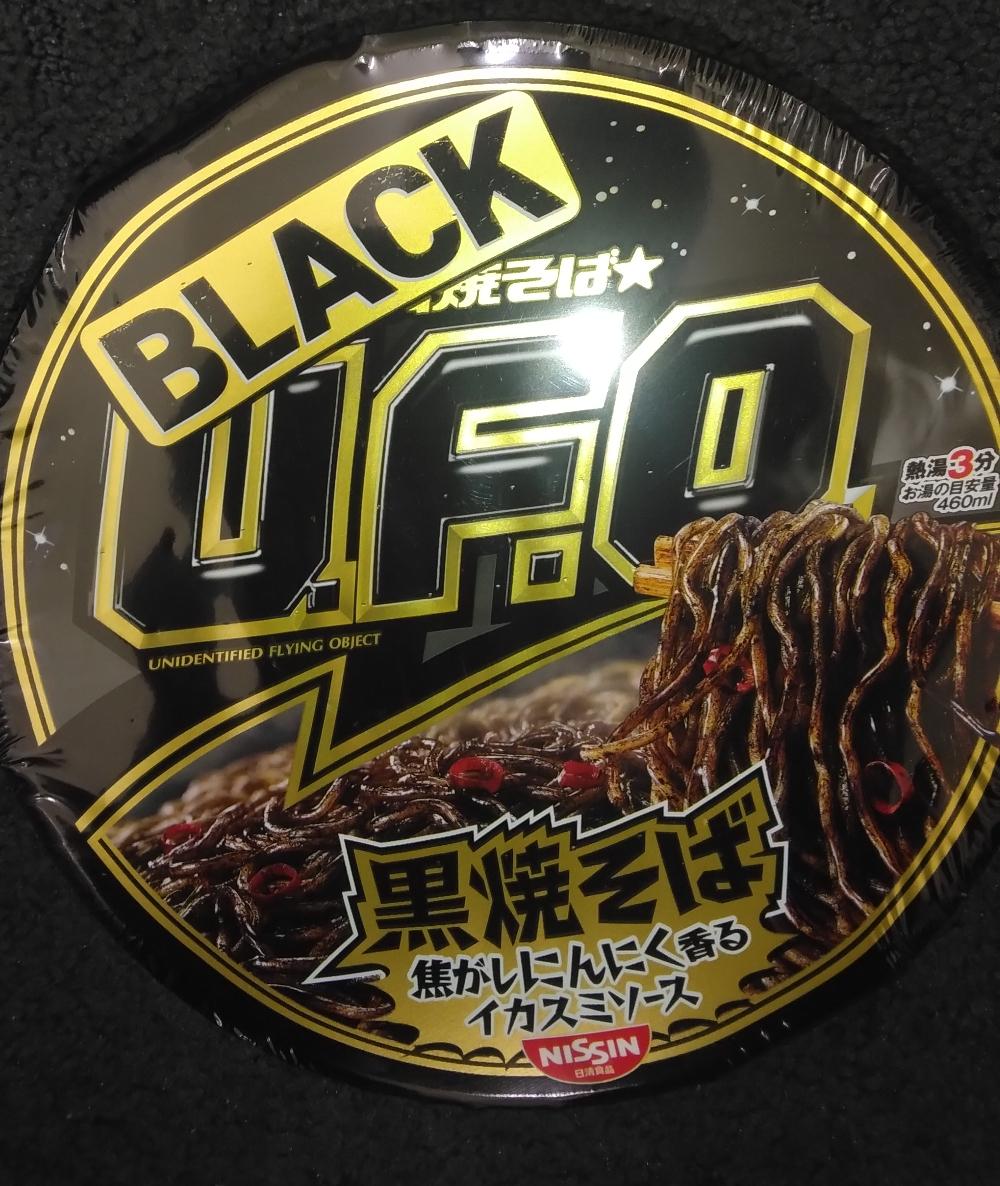 BLACK
焼そば★
U.F.O.
UNIDENTIFIED FLYING OBJECT
熱湯3分
お湯の目安量
460ml
黒焼そば
焦がしにんにく香る
イカスミソース
NISSIN
日清食品